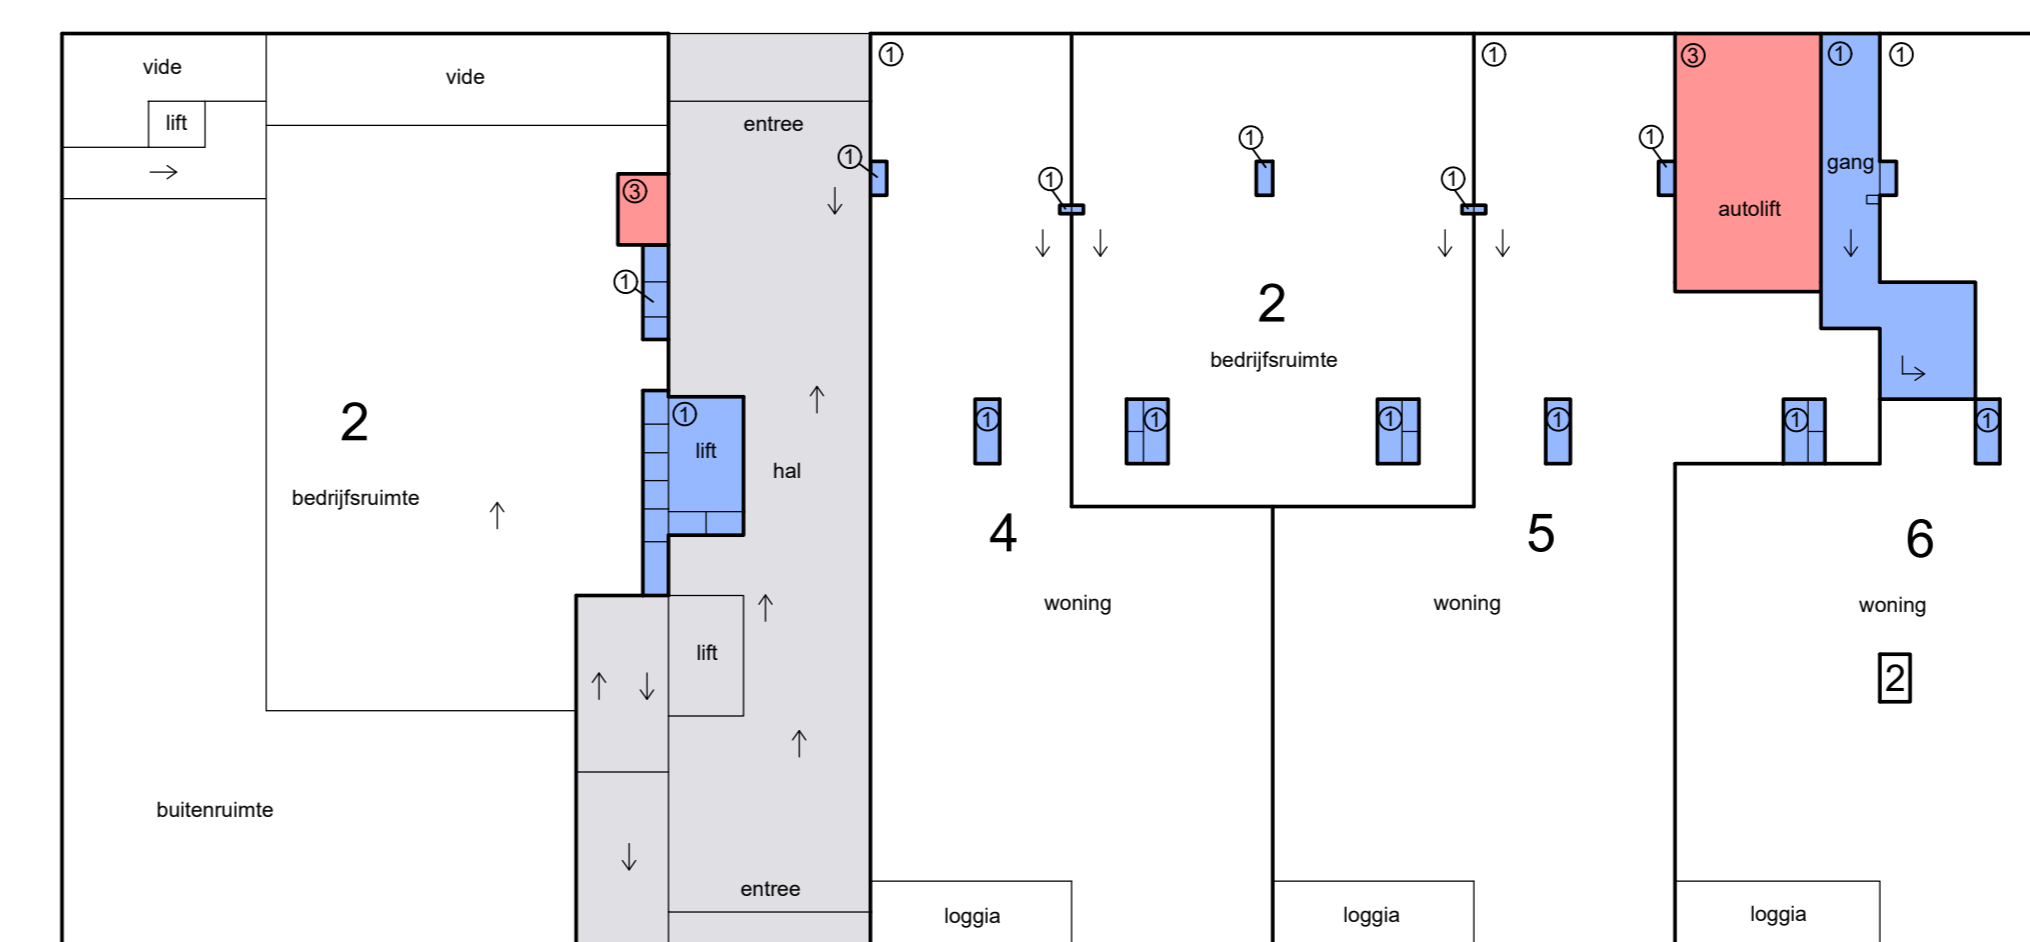 ① ① ③ ① ①
vide
vide
lift
entree
① ① ①
gang
① ①
③
autolift
①
2
bedrijfsruimte
① ① ① ① ① ① ①
2
lift
hal
bedrijfsruimte
4
5
6
woning
woning
woning
lift
2
buitenruimte
entree
loggia
loggia
loggia